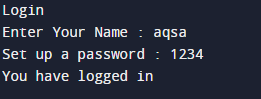 Login
Enter Your Name : aqsa
Set up a password : 1234
You have logged in